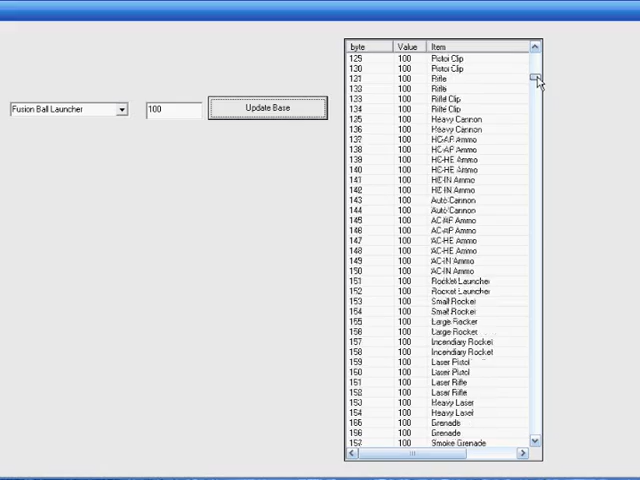 byte Value Item
129 100 Pistol Clip
130 100 Pistol Clip
131 100 Rifle
132 100 Rifle
133 100 Rifle Clip
134 100 Rifle Clip
135 100 Heavy Cannon
136 100 Heavy Cannon
137 100 HC-AP Ammo
138 100 HC-AP Ammo
139 100 HC-HE Ammo
140 100 HC-HE Ammo
141 100 HC-IN Ammo
142 100 HC-IN Ammo
143 100 Auto-Cannon
144 100 Auto-Cannon
145 100 AC-AP Ammo
146 100 AC-AP Ammo
147 100 AC-HE Ammo
148 100 AC-HE Ammo
149 100 AC-IN Ammo
150 100 AC-IN Ammo
151 100 Rocket Launcher
152 100 Rocket Launcher
153 100 Small Rocket
154 100 Small Rocket
155 100 Large Rocket
156 100 Large Rocket
157 100 Incendiary Rocket
158 100 Incendiary Rocket
159 100 Laser Pistol
160 100 Laser Pistol
100 Laser Rifle
100 Laser Rifle
100 Heavy Laser
100 Heavy Laser
100 Grenade
100 Grenade
100 Smoke Grenade
Fusion Ball Launcher
100
Update Base